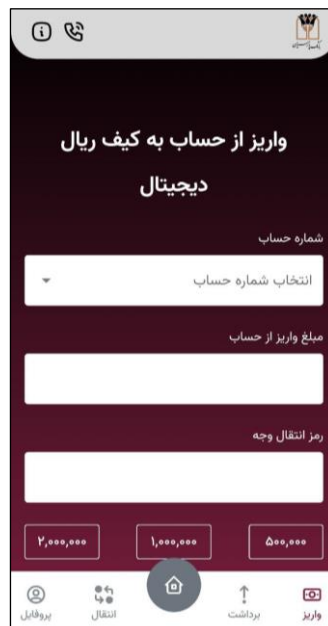 واریز از حساب به کیف ریال
دیجیتال
شماره حساب
انتخاب شماره حساب
مبلغ واریز از حساب
رمز انتقال وجه
۵۰۰,۰۰۰ ۱,۰۰۰,۰۰۰ ۲,۰۰۰,۰۰۰
واریز برداشت انتقال پروفایل